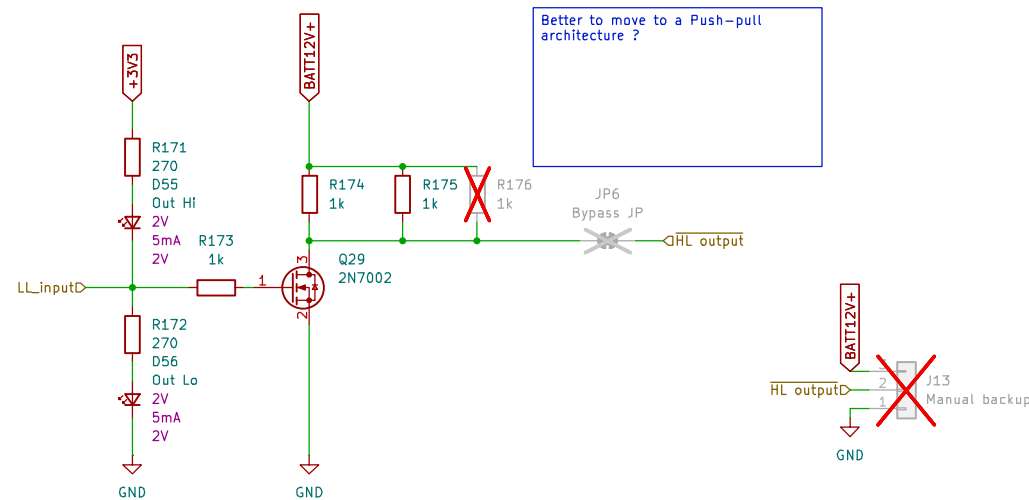 Better to move to a Push-pull
architecture ?
+3V3
BATT12V+
R171
270
D55
Out Hi
2V
5mA
2V
R174
1k
R175
1k
R176
1k
JP6
Bypass JP
HL output
R173
1k
Q29
2N7002
3
1
2
LL_input
R172
270
D56
Out Lo
2V
5mA
2V
GND
GND
BATT12V+
HL output
3
2
1
J13
Manual backup
GND